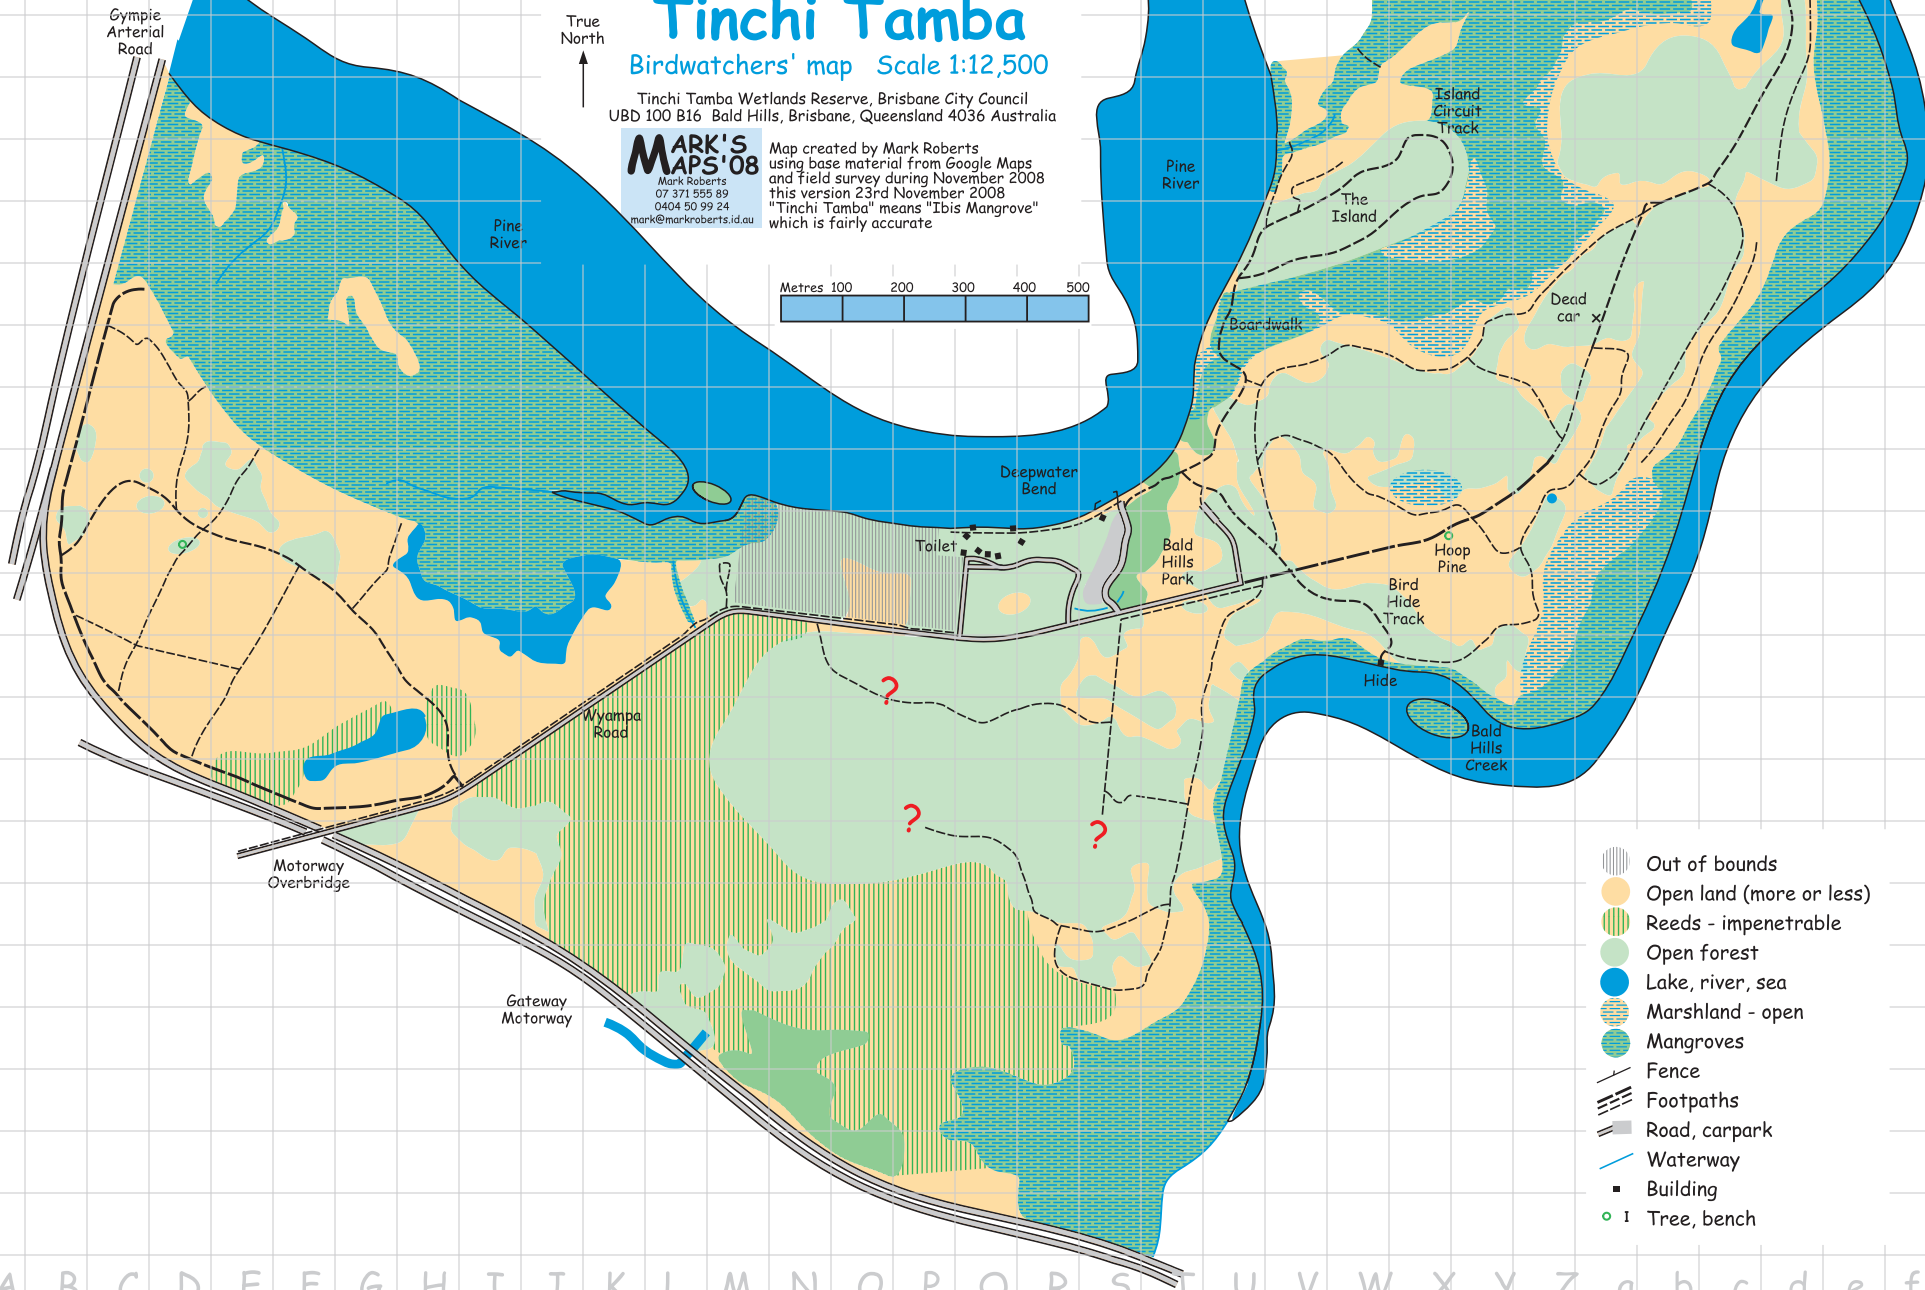 Gympie
Arterial
Road
True
North
Tinchi Tamba
Birdwatchers' map Scale 1:12,500
Tinchi Tamba Wetlands Reserve, Brisbane City Council
UBD 100 B16 Bald Hills, Brisbane, Queensland 4036 Australia
MARK'S
MAPS'08
Mark Roberts
07 371 555 89
0404 50 99 24
mark@markroberts.id.au
Map created by Mark Roberts
using base material from Google Maps
and field survey during November 2008
this version 23rd November 2008
"Tinchi Tamba" means "Ibis Mangrove"
which is fairly accurate
Metres 100 200 300 400 500
Pine
River
Pine
River
Island
Circuit
Track
The
Island
Boardwalk
Dead
car
Deepwater
Bend
Toilet
Bald
Hills
Park
Hoop
Pine
Bird
Hide
Track
Hide
Bald
Hills
Creek
Wyampa
Road
?
?
?
Motorway
Overbridge
Gateway
Motorway
Out of bounds
Open land (more or less)
Reeds - impenetrable
Open forest
Lake, river, sea
Marshland - open
Mangroves
Fence
Footpaths
Road, carpark
Waterway
Building
Tree, bench
A B C D E F G H I J K L M N O P Q R S T U V W X Y Z a b c d e f